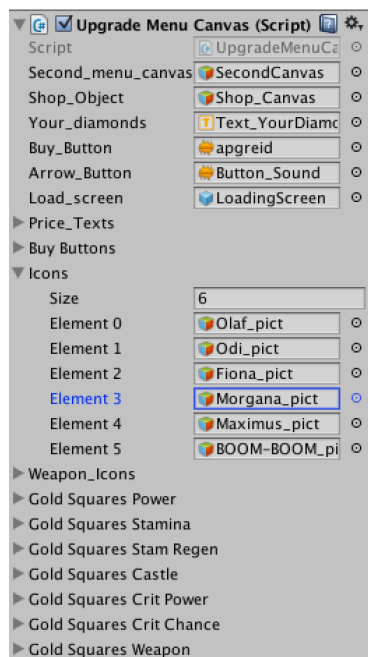 Upgrade Menu Canvas (Script)
Script UpgradeMenuCa
Second_menu_canvas SecondCanvas
Shop_Object Shop_Canvas
Your_diamonds Text_YourDiamo
Buy_Button apgreid
Arrow_Button Button_Sound
Load_screen LoadingScreen
Price_Texts
Buy Buttons
Icons
Size 6
Element 0 Olaf_pict
Element 1 Odi_pict
Element 2 Fiona_pict
Element 3 Morgana_pict
Element 4 Maximus_pict
Element 5 BOOM-BOOM_pi
Weapon_Icons
Gold Squares Power
Gold Squares Stamina
Gold Squares Stam Regen
Gold Squares Castle
Gold Squares Crit Power
Gold Squares Crit Chance
Gold Squares Weapon